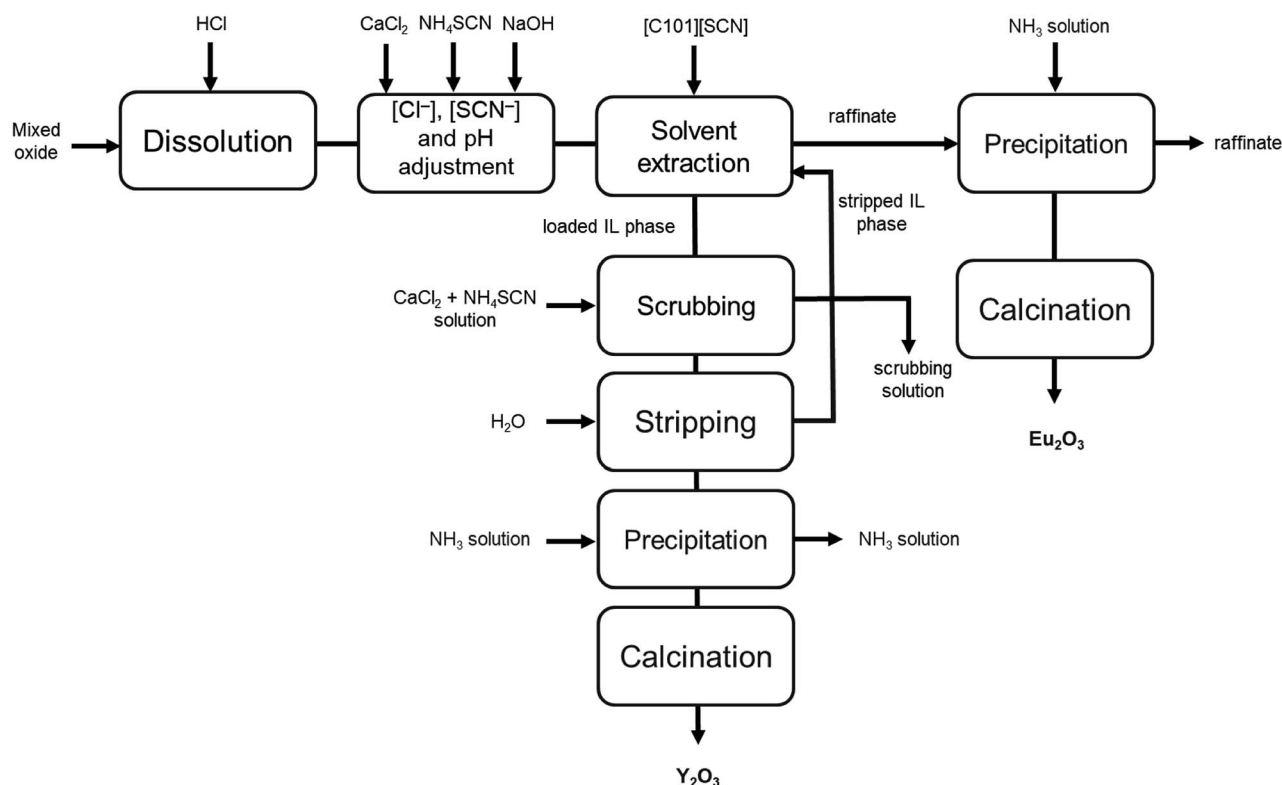 HCl
CaCl₂ NH₄SCN NaOH
[C101][SCN]
NH₃ solution
Mixed
oxide
Dissolution
[Cl⁻], [SCN⁻]
and pH
adjustment
Solvent
extraction
raffinate
Precipitation
raffinate
loaded IL phase
stripped IL
phase
CaCl₂ + NH₄SCN
solution
Scrubbing
scrubbing
solution
Calcination
Eu₂O₃
H₂O
Stripping
NH₃ solution
Precipitation
NH₃ solution
Calcination
Y₂O₃